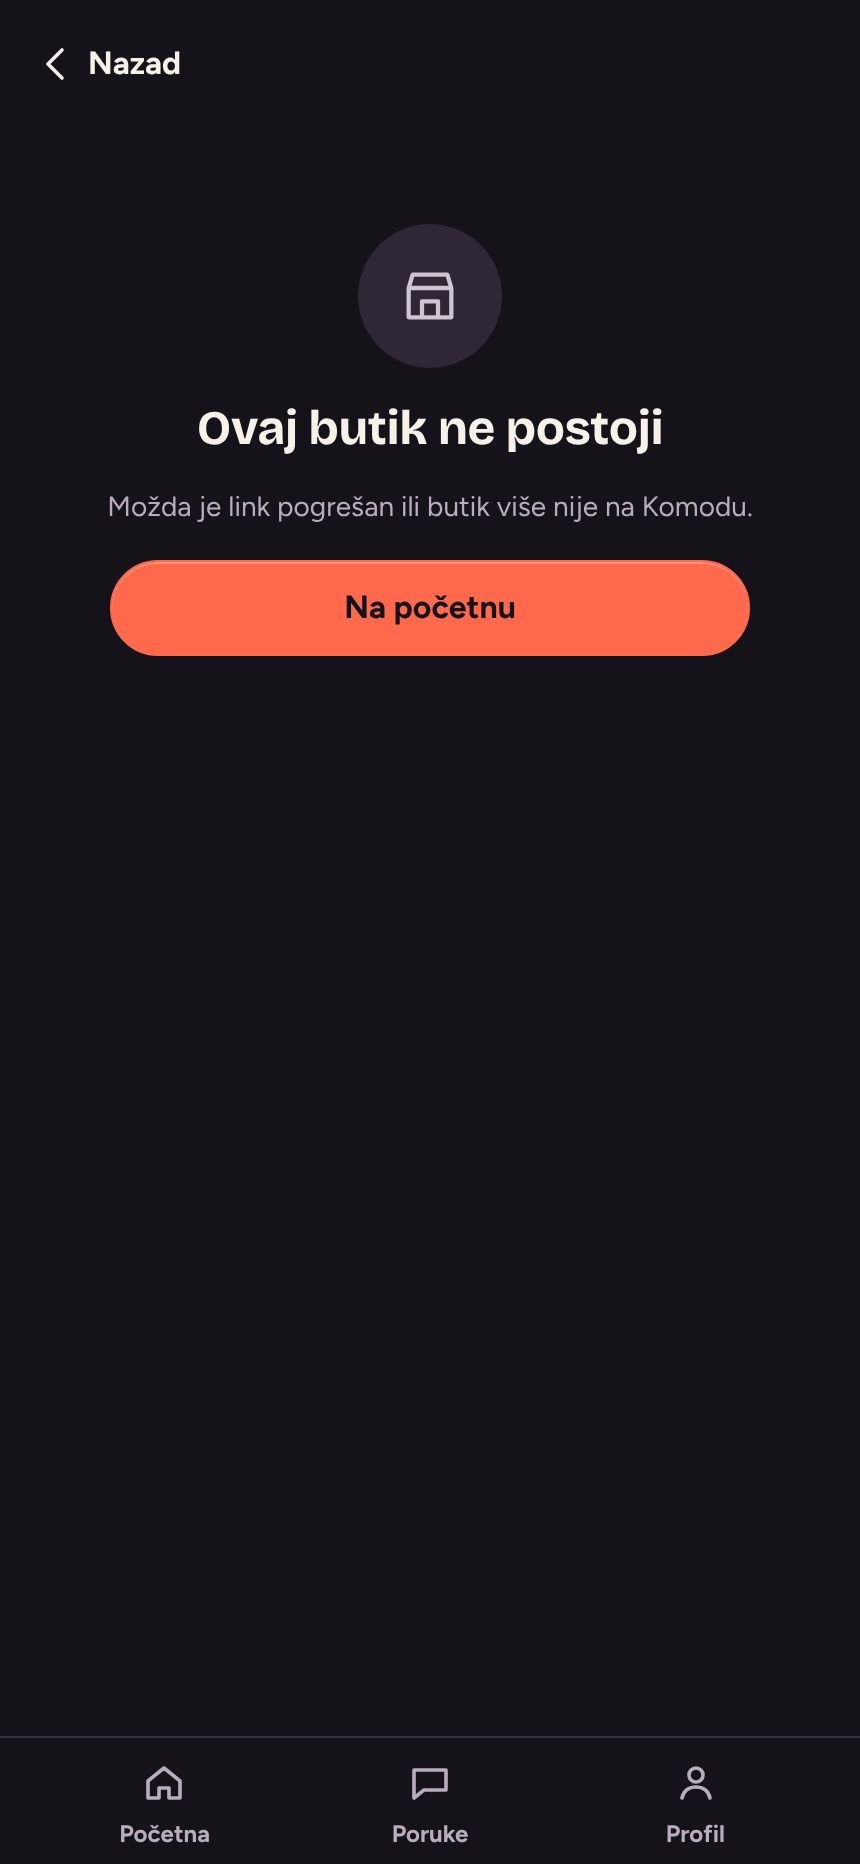 Nazad
Ovaj butik ne postoji
Možda je link pogrešan ili butik više nije na Komodu.
Na početnu
Početna
Poruke
Profil